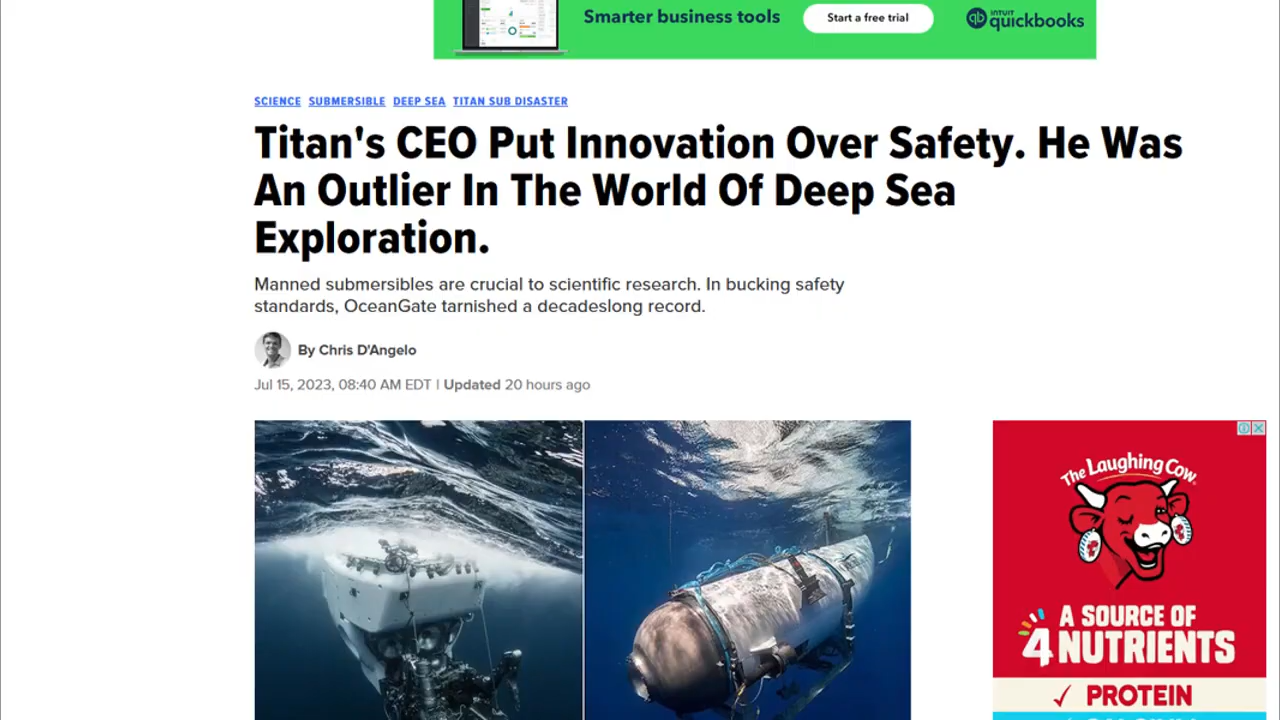 Smarter business tools
Start a free trial
qb
INTUIT
quickbooks
SCIENCE SUBMERSIBLE DEEP SEA TITAN SUB DISASTER
Titan's CEO Put Innovation Over Safety. He Was
An Outlier In The World Of Deep Sea
Exploration.
Manned submersibles are crucial to scientific research. In bucking safety
standards, OceanGate tarnished a decadeslong record.
By Chris D'Angelo
Jul 15, 2023, 08:40 AM EDT | Updated 20 hours ago
The Laughing Cow
A SOURCE OF
4 NUTRIENTS
✓ PROTEIN